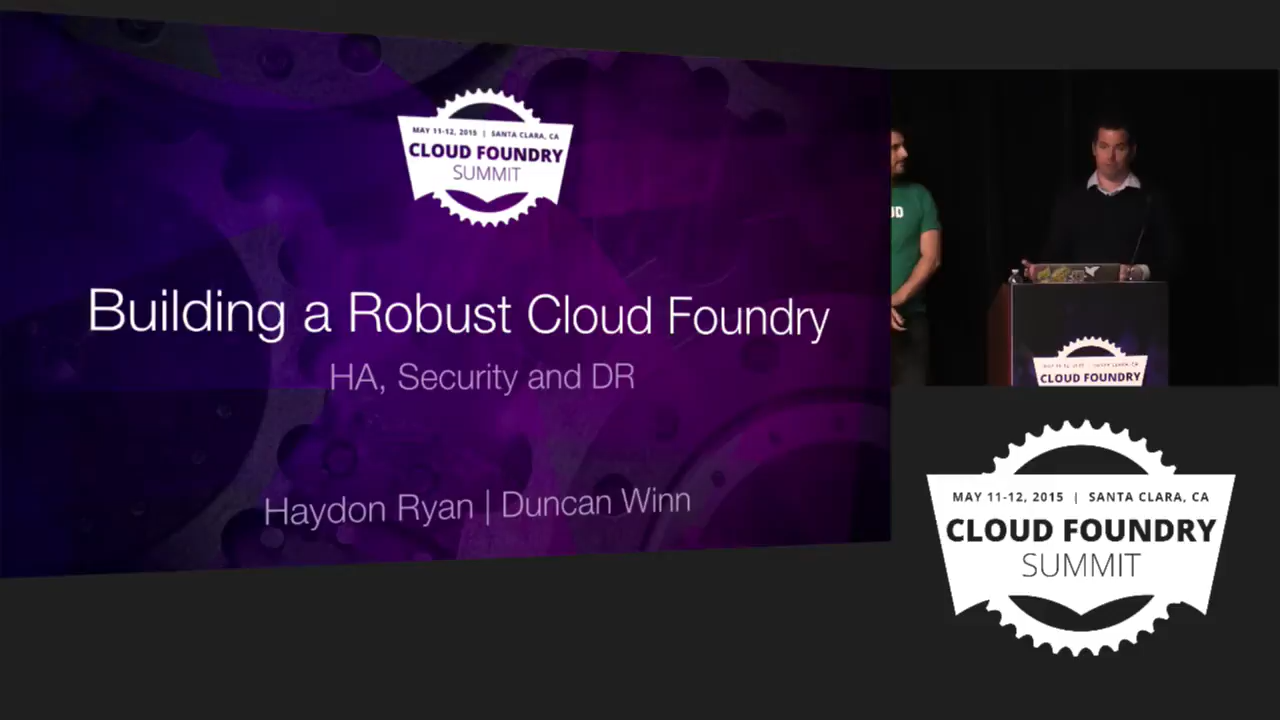 MAY 11-12, 2015 | SANTA CLARA, CA
CLOUD FOUNDRY
SUMMIT
Building a Robust Cloud Foundry
HA, Security and DR
Haydon Ryan | Duncan Winn
CLOUD FOUNDRY
MAY 11-12, 2015 | SANTA CLARA, CA
CLOUD FOUNDRY
SUMMIT